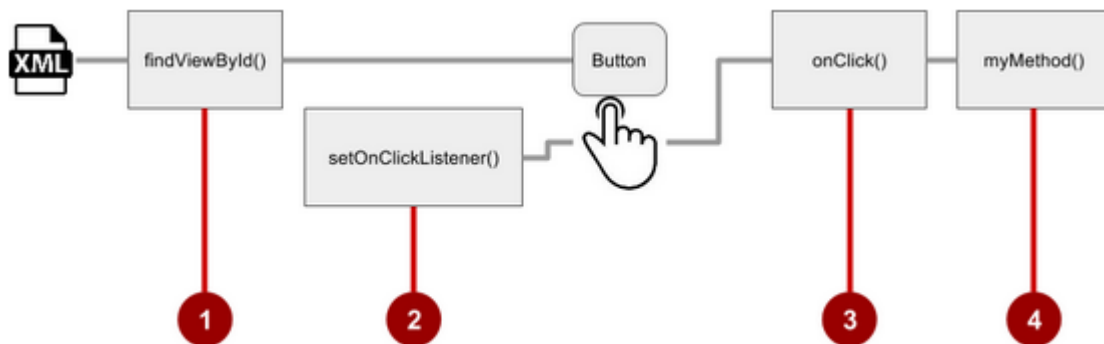 XML
findViewById()
Button
onClick()
myMethod()
setOnClickListener()
1
2
3
4